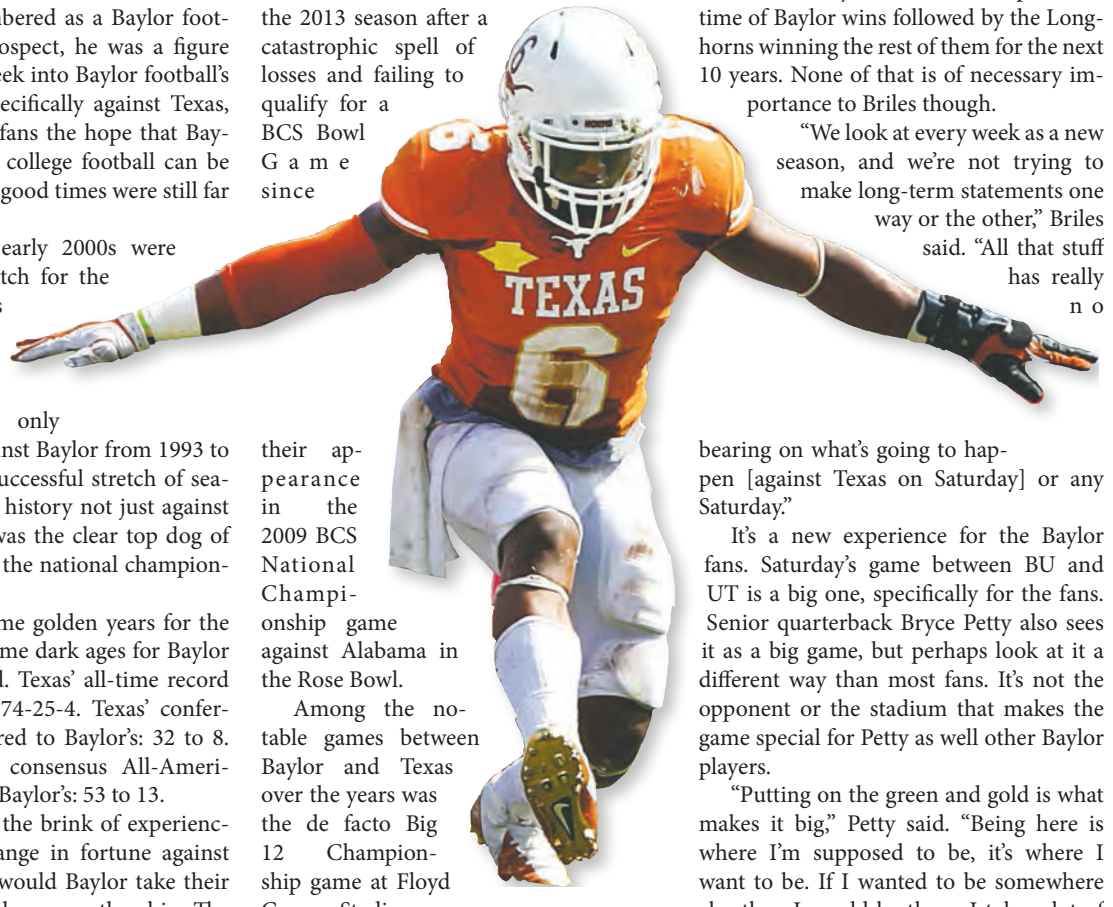 bered as a Baylor foot-
ospect, he was a figure
eek into Baylor football's
ecifically against Texas,
fans the hope that Bay-
college football can be
good times were still far
early 2000s were
tch for the
s
only
nst Baylor from 1993 to
uccessful stretch of sea-
history not just against
was the clear top dog of
the national champion-
me golden years for the
me dark ages for Baylor
d. Texas' all-time record
74-25-4. Texas' confer-
red to Baylor's: 32 to 8.
consensus All-Ameri-
Baylor's: 53 to 13.
the brink of experienc-
ange in fortune against
would Baylor take their
the 2013 season after a
catastrophic spell of
losses and failing to
qualify for a
BCS Bowl
Game
since
their ap-
pearance
in the
2009 BCS
National
Champi-
onship game
against Alabama in
the Rose Bowl.
Among the no-
table games between
Baylor and Texas
over the years was
the de facto Big
12 Champion-
ship game at Floyd
TEXAS
6
time of Baylor wins followed by the Long-
horns winning the rest of them for the next
10 years. None of that is of necessary im-
portance to Briles though.
“We look at every week as a new
season, and we're not trying to
make long-term statements one
way or the other,” Briles
said. “All that stuff
has really
no
bearing on what's going to hap-
pen [against Texas on Saturday] or any
Saturday.”
It's a new experience for the Baylor
fans. Saturday's game between BU and
UT is a big one, specifically for the fans.
Senior quarterback Bryce Petty also sees
it as a big game, but perhaps look at it a
different way than most fans. It's not the
opponent or the stadium that makes the
game special for Petty as well other Baylor
players.
“Putting on the green and gold is what
makes it big,” Petty said. “Being here is
where I'm supposed to be, it's where I
want to be. If I wanted to be somewhere